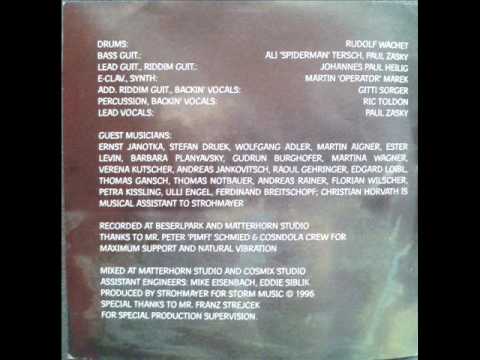 DRUMS: RUDOLF WACHET
BASS GUIT.: ALI 'SPIDERMAN' TERSCH, PAUL ZASKY
LEAD GUIT., RIDDIM GUIT.: JOHANNES PAUL HEILIG
E-CLAV., SYNTH: MARTIN 'OPERATOR' MAREK
ADD. RIDDIM GUIT., BACKIN' VOCALS: GITTI SORGER
PERCUSSION, BACKIN' VOCALS: RIC TOLDON
LEAD VOCALS: PAUL ZASKY
GUEST MUSICIANS:
ERNST JANOTKA, STEFAN DRUEK, WOLFGANG ADLER, MARTIN AIGNER, ESTER
LEVIN, BARBARA PLANYAVSKY, GUDRUN BURGHOFER, MARTINA WAGNER,
VERENA KUTSCHER, ANDREAS JANKOVITSCH, RAOUL GEHRINGER, EDGARD LOIBL,
THOMAS GANSCH, THOMAS NOTBAUER, ANDREAS RAINER, FLORIAN WILSCHER,
PETRA KISSLING, ULLI ENGEL, FERDINAND BREITSCHOPF; CHRISTIAN HORVATH IS
MUSICAL ASSISTANT TO STROHMAYER
RECORDED AT BESERLPARK AND MATTERHORN STUDIO
THANKS TO MR. PETER 'PIMFI' SCHMIED & COSNDOLA CREW FOR
MAXIMUM SUPPORT AND NATURAL VIBRATION
MIXED AT MATTERHORN STUDIO AND COSMIX STUDIO
ASSISTANT ENGINEERS: MIKE EISENBACH, EDDIE SIBLIK
PRODUCED BY STROHMAYER FOR STORM MUSIC © 1996
SPECIAL THANKS TO MR. FRANZ STREJCEK
FOR SPECIAL PRODUCTION SUPERVISION.